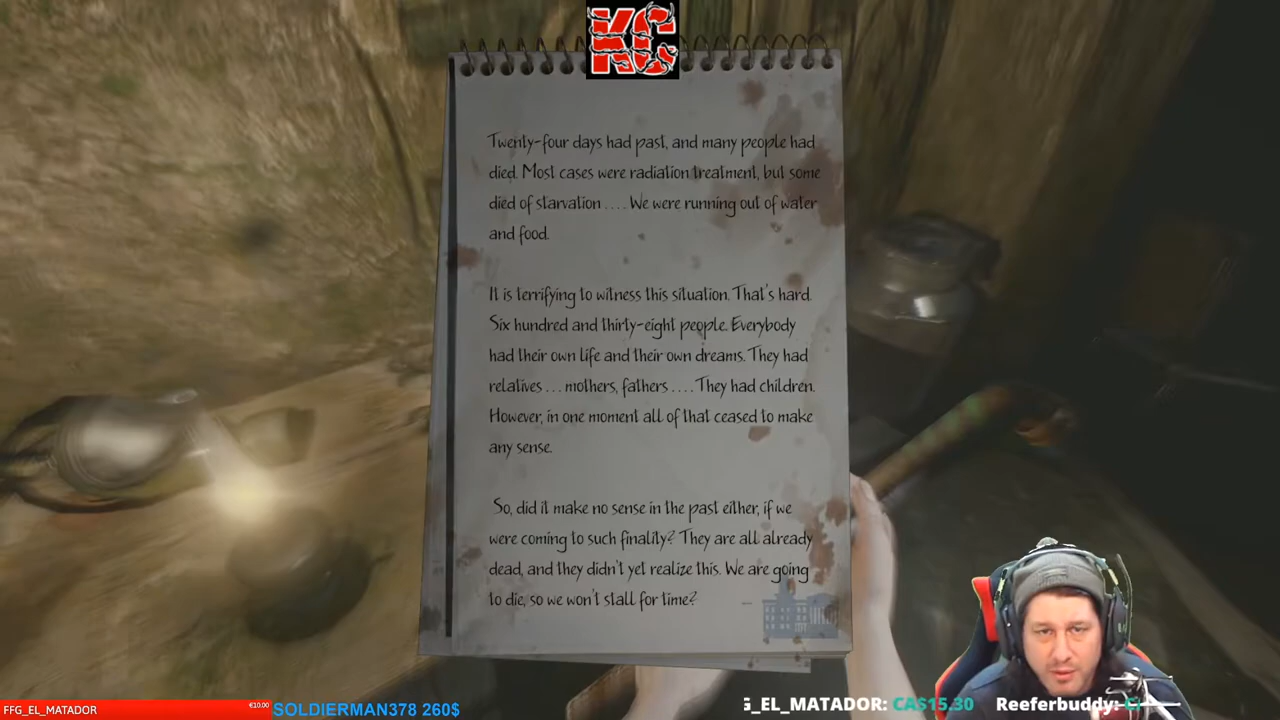 KC
Twenty-four days had past, and many people had
died. Most cases were radiation treatment, but some
died of starvation .... We were running out of water
and food.
It is terrifying to witness this situation. That's hard.
Six hundred and thirty-eight people. Everybody
had their own life and their own dreams. They had
relatives ... mothers, fathers .... They had children.
However, in one moment all of that ceased to make
any sense.
So, did it make no sense in the past either, if we
were coming to such finality? They are all already
dead, and they didn't yet realize this. We are going
to die, so we won't stall for time?
FFG_EL_MATADOR €10.00 SOLDIERMAN378 260$
G_EL_MATADOR: CA$15.30 Reeferbuddy: